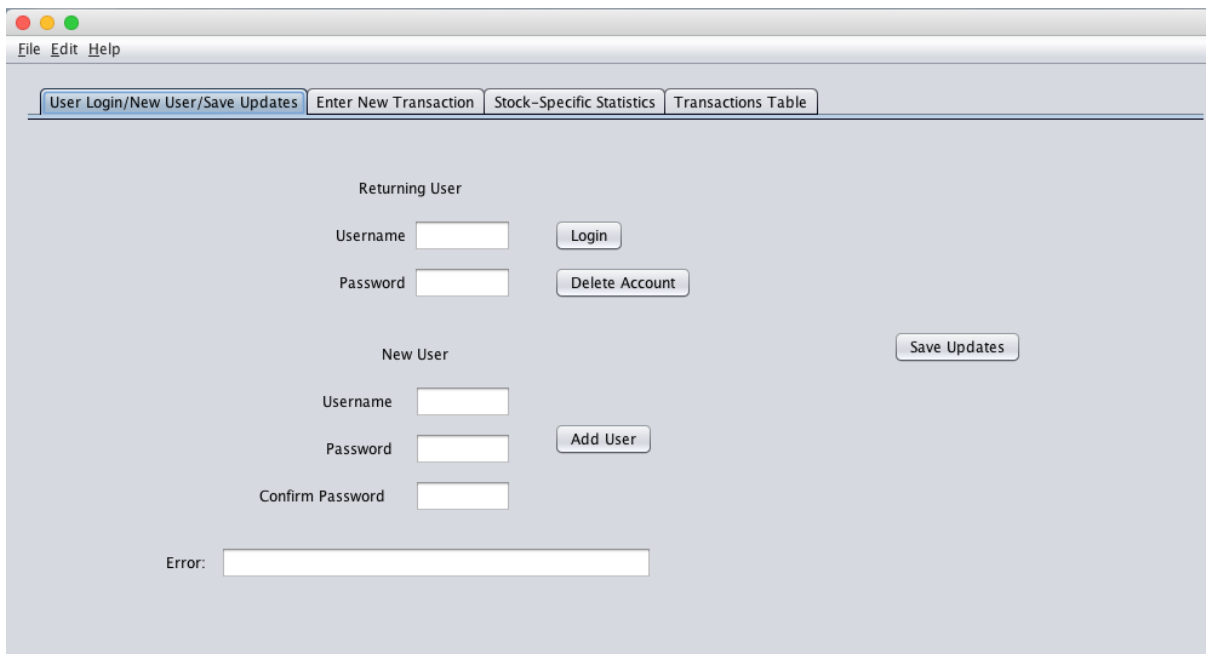 File Edit Help
User Login/New User/Save Updates Enter New Transaction Stock-Specific Statistics Transactions Table
Returning User
Username Login
Password Delete Account
New User Save Updates
Username
Password Add User
Confirm Password
Error: